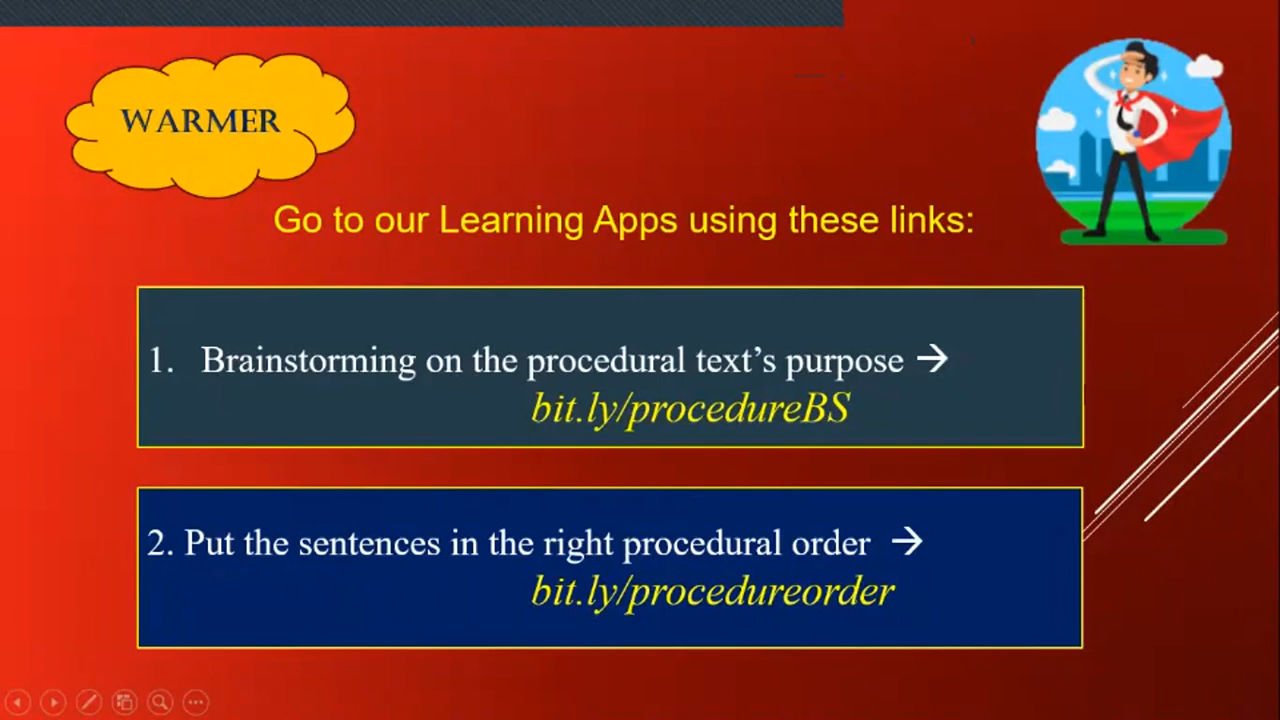 WARMER
Go to our Learning Apps using these links:
1. Brainstorming on the procedural text’s purpose →
bit.ly/procedureBS
2. Put the sentences in the right procedural order →
bit.ly/procedureorder